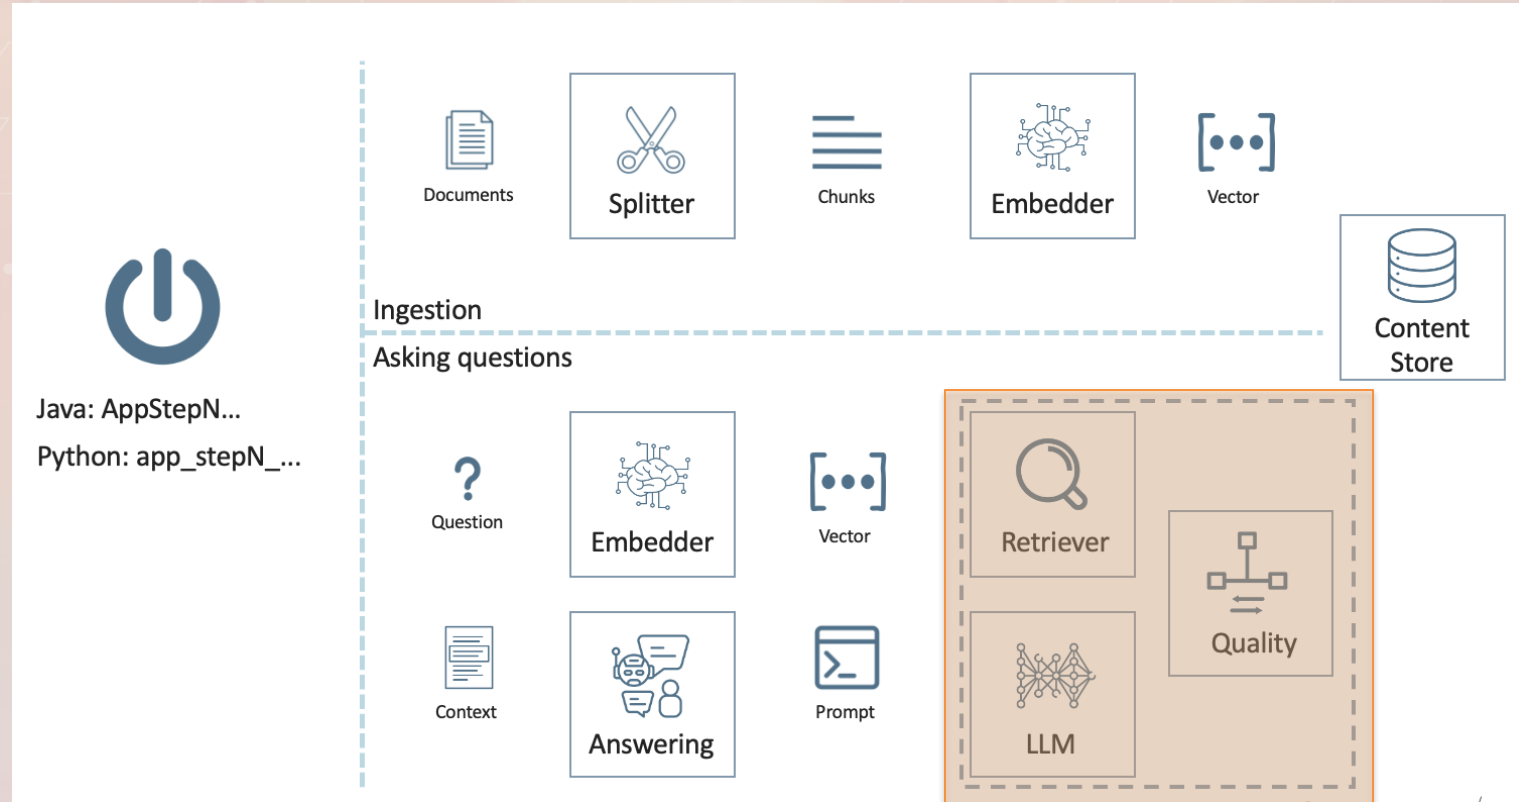 Documents
Splitter
Chunks
Embedder
Vector
Content
Store
Ingestion
Asking questions
Java: AppStepN...
Python: app_stepN_...
Question
Embedder
Vector
Retriever
Quality
Context
Answering
Prompt
LLM